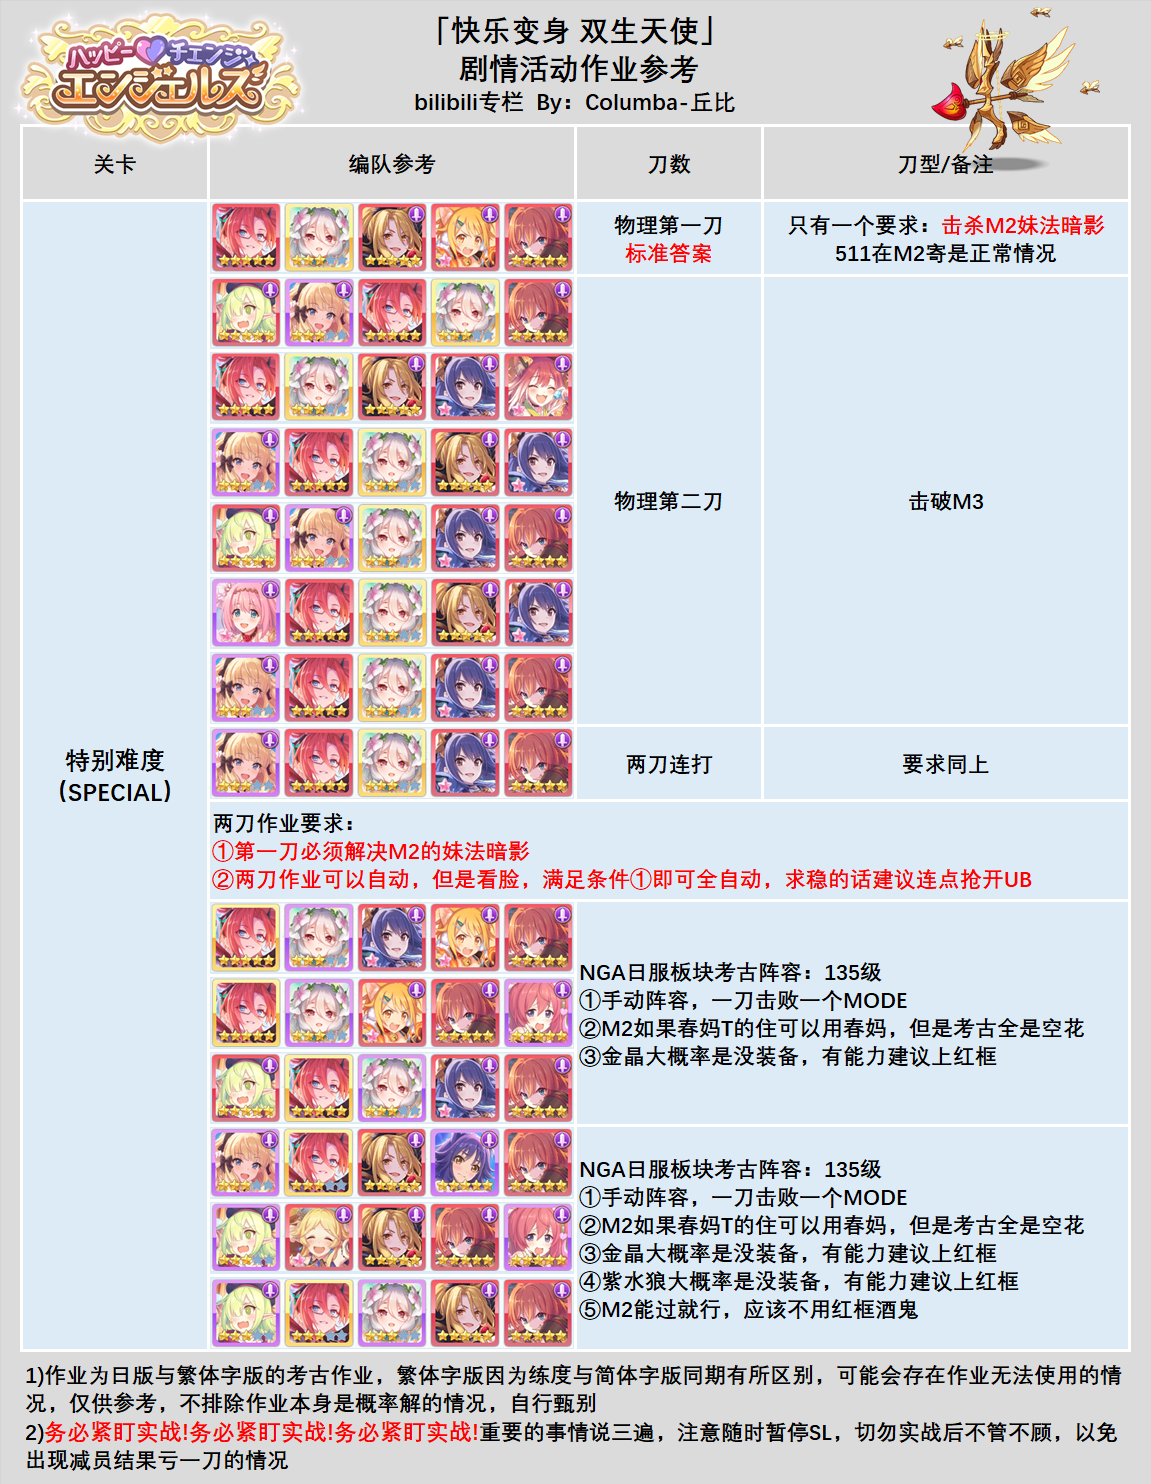 ハッピーチェンジ
エンジェルズ
「快乐变身 双生天使」
剧情活动作业参考
bilibili专栏 By：Columba-丘比
关卡
编队参考
刀数
刀型/备注
特别难度
(SPECIAL)
物理第一刀
标准答案
只有一个要求：击杀M2妹法暗影
511在M2寄是正常情况
物理第二刀
击破M3
两刀连打
要求同上
两刀作业要求：
①第一刀必须解决M2的妹法暗影
②两刀作业可以自动，但是看脸，满足条件①即可全自动，求稳的话建议连点抢开UB
NGA日服板块考古阵容：135级
①手动阵容，一刀击败一个MODE
②M2如果春妈T的住可以用春妈，但是考古全是空花
③金晶大概率是没装备，有能力建议上红框
NGA日服板块考古阵容：135级
①手动阵容，一刀击败一个MODE
②M2如果春妈T的住可以用春妈，但是考古全是空花
③金晶大概率是没装备，有能力建议上红框
④紫水狼大概率是没装备，有能力建议上红框
⑤M2能过就行，应该不用红框酒鬼
1)作业为日版与繁体字版的考古作业，繁体字版因为练度与简体字版同期有所区别，可能会存在作业无法使用的情
况，仅供参考，不排除作业本身是概率解的情况，自行甄别
2)务必紧盯实战!务必紧盯实战!务必紧盯实战!重要的事情说三遍，注意随时暂停SL，切勿实战后不管不顾，以免
出现减员结果亏一刀的情况